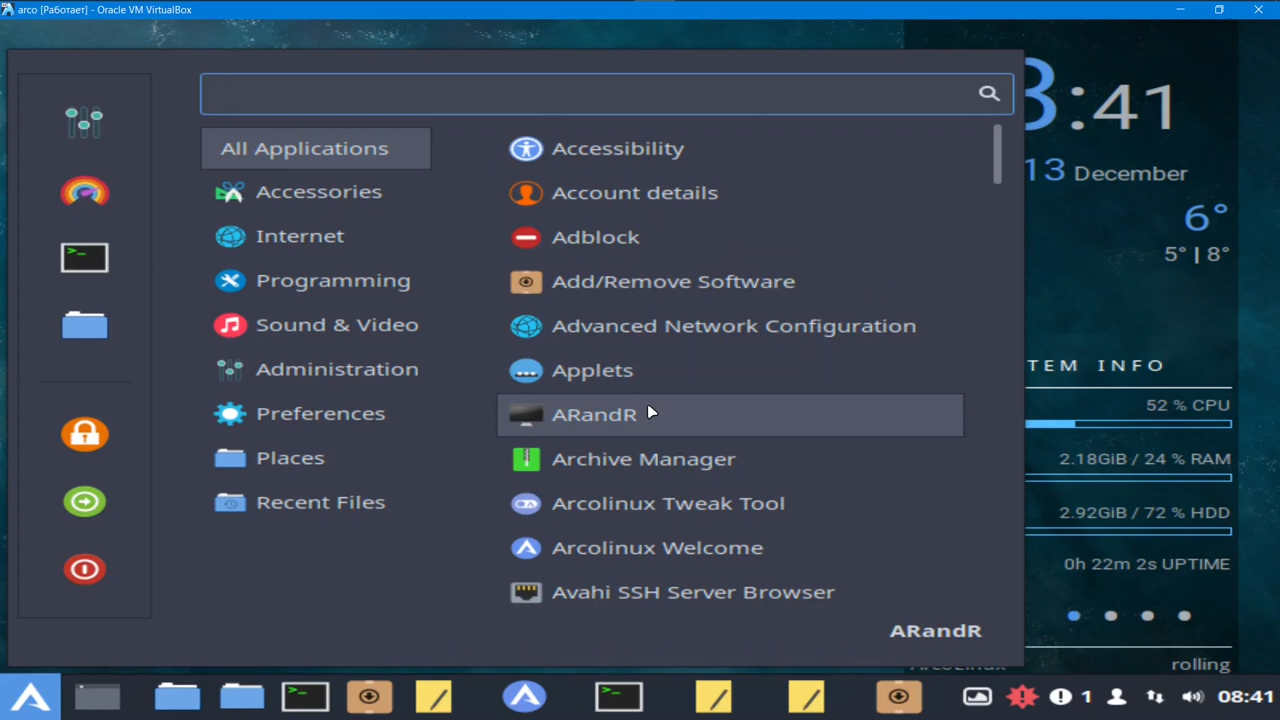 arco [Работает] - Oracle VM VirtualBox
All Applications
Accessories
Internet
Programming
Sound & Video
Administration
Preferences
Places
Recent Files
Accessibility
Account details
Adblock
Add/Remove Software
Advanced Network Configuration
Applets
ARandR
Archive Manager
Arcolinux Tweak Tool
Arcolinux Welcome
Avahi SSH Server Browser
ARandR
:41
13 December
6°
5° | 8°
TEM INFO
52 % CPU
2.18GiB / 24 % RAM
2.92GiB / 72 % HDD
0h 22m 2s UPTIME
rolling
1
08:41